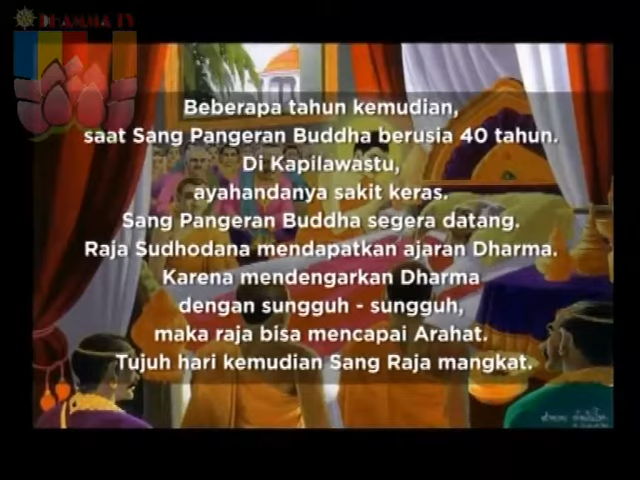 DHAMMA TV
Beberapa tahun kemudian,
saat Sang Pangeran Buddha berusia 40 tahun.
Di Kapilawastu,
ayahandanya sakit keras.
Sang Pangeran Buddha segera datang.
Raja Sudhodana mendapatkan ajaran Dharma.
Karena mendengarkan Dharma
dengan sungguh - sungguh,
maka raja bisa mencapai Arahat.
Tujuh hari kemudian Sang Raja mangkat.